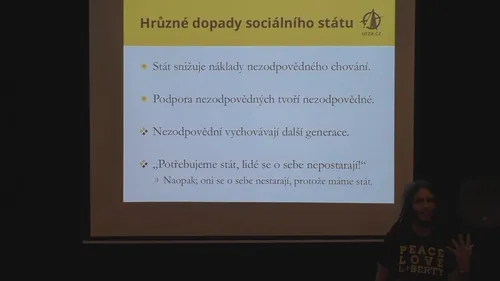 Hrůzné dopady sociálního státu
URZA.CZ
Stát snižuje náklady nezodpovědného chování.
Podpora nezodpovědných tvoří nezodpovědné.
Nezodpovědní vychovávají další generace.
„Potřebujeme stát, lidé se o sebe nepostarají!“
Naopak; oni se o sebe nestarají, protože máme stát.
PEACE
LOVE
LIBERTY